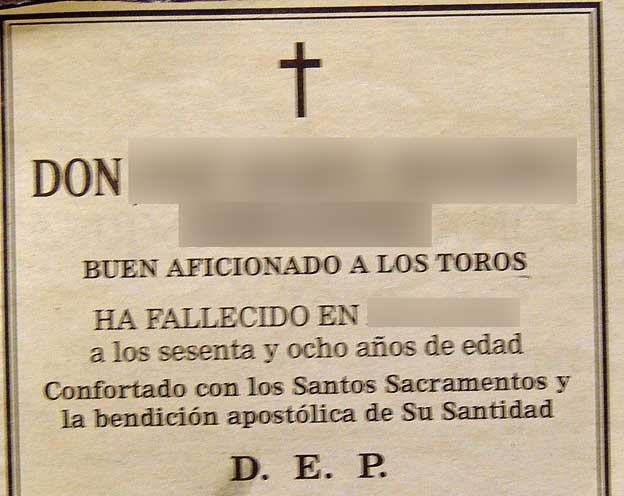 DON
BUEN AFICIONADO A LOS TOROS
HA FALLECIDO EN
a los sesenta y ocho años de edad
Confortado con los Santos Sacramentos y
la bendición apostólica de Su Santidad
D. E. P.